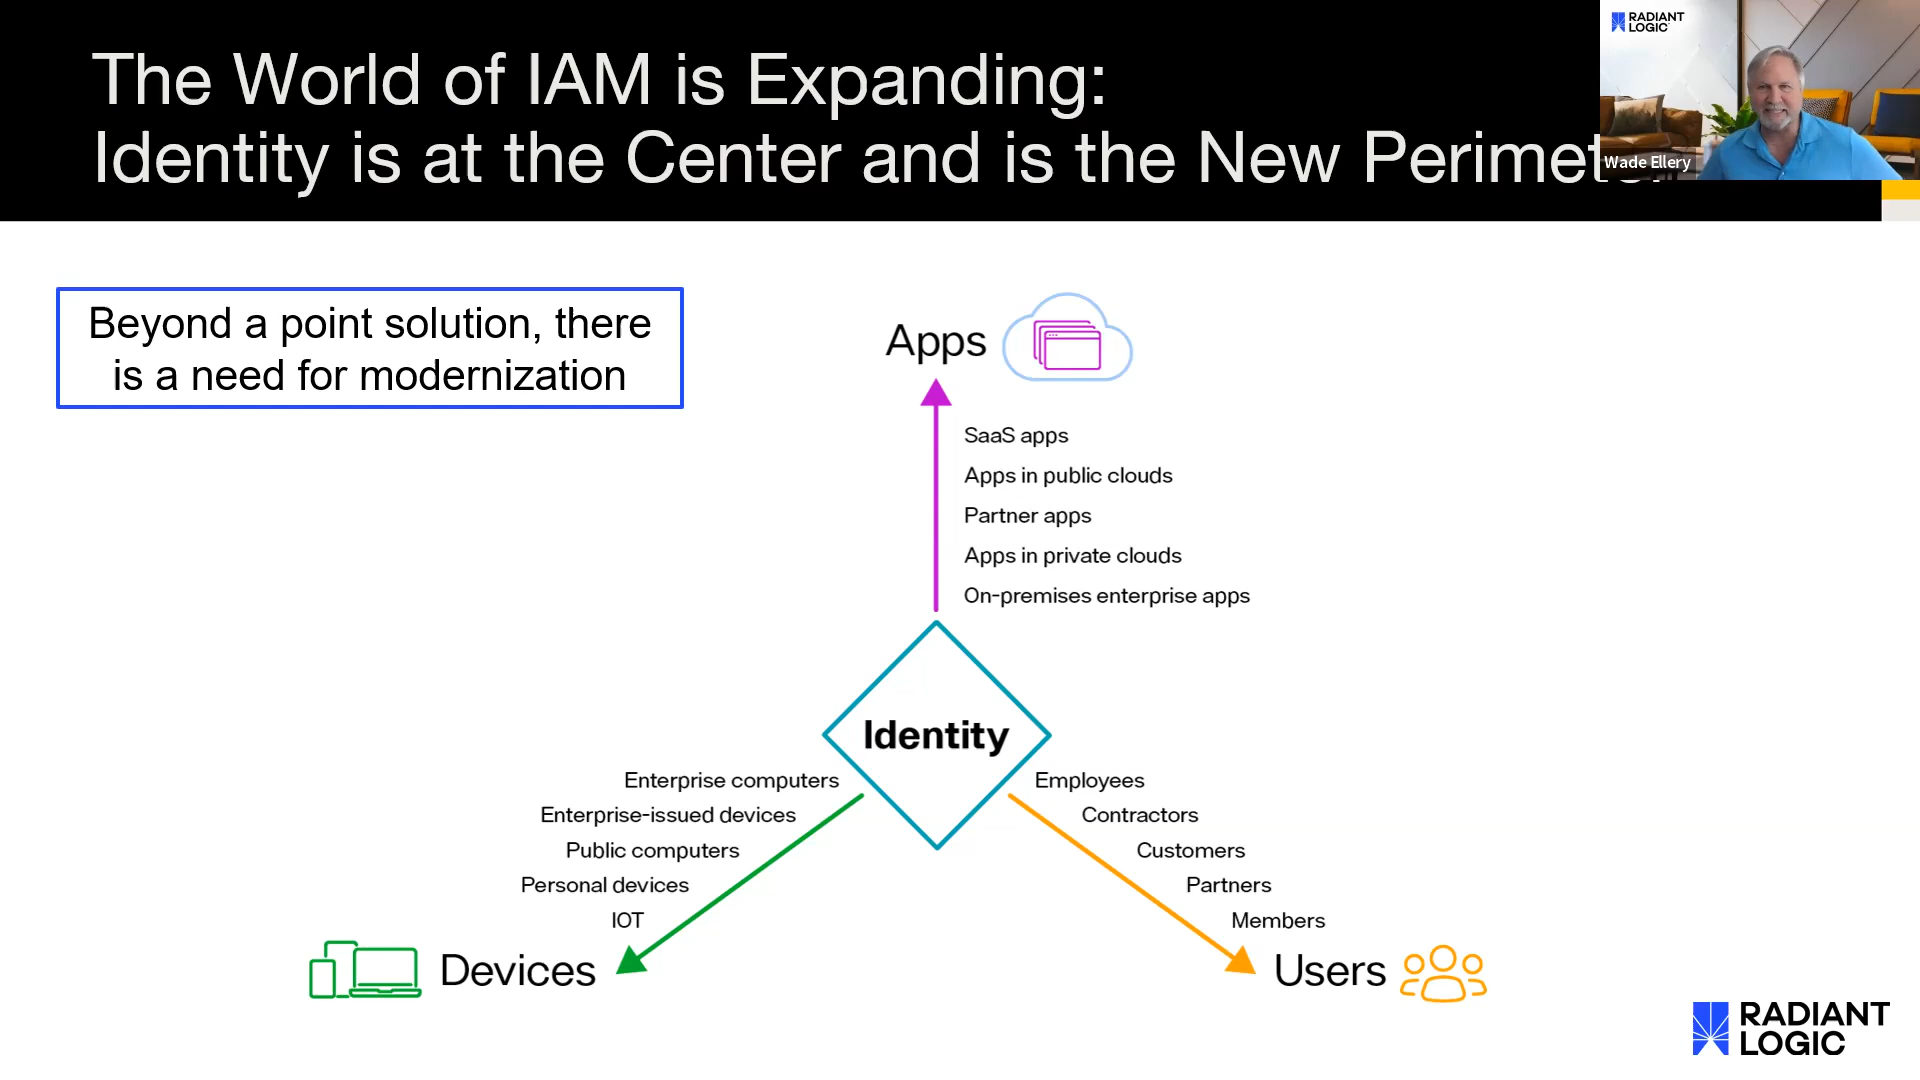 The World of IAM is Expanding:
Identity is at the Center and is the New
RADIANT
LOGIC
Wade Ellery
Beyond a point solution, there
is a need for modernization
Apps
SaaS apps
Apps in public clouds
Partner apps
Apps in private clouds
On-premises enterprise apps
Identity
Enterprise computers
Enterprise-issued devices
Public computers
Personal devices
IOT
Devices
Employees
Contractors
Customers
Partners
Members
Users
RADIANT
LOGIC